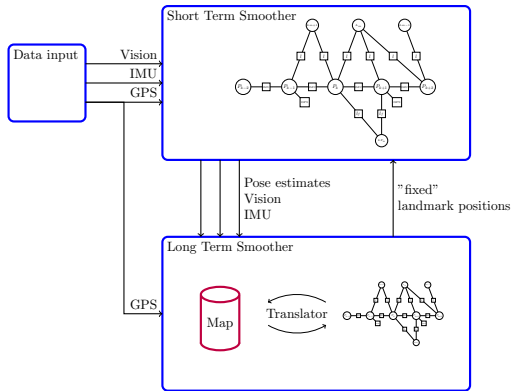 Short Term Smoother
Data input
Vision
IMU
GPS
Pose estimates
Vision
IMU
"fixed"
landmark positions
Long Term Smoother
GPS
Map
Translator